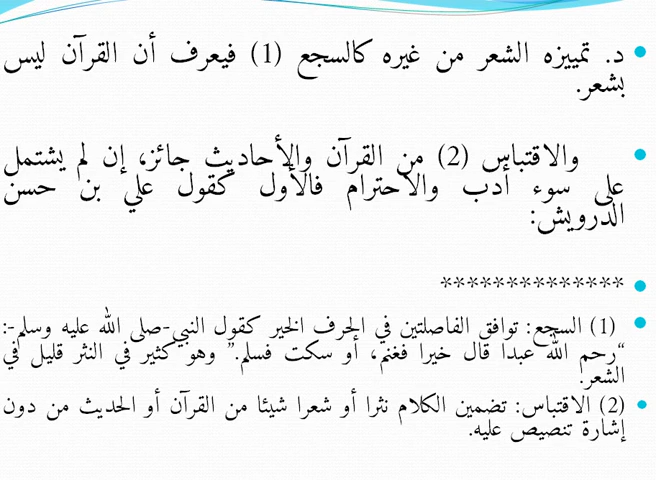 د. تمييزه الشعر من غيره كالسجع (1) فيعرف أن القرآن ليس
بشعر.
والاقتباس (2) من القرآن والأحاديث جائز، إن لم يشتمل
على سوء أدب والاحترام فالأول كقول علي بن حسن
الدرويش:
**************
(1) السجع: توافق الفاصلتين في الحرف الخير كقول النبي-صلى الله عليه وسلم-:
“رحم الله عبدا قال خيرا فغنم، أو سكت فسلم.” وهو كثير في النثر قليل في
الشعر.
(2) الاقتباس: تضمين الكلام نثرا أو شعرا شيئا من القرآن أو الحديث من دون
إشارة تنصيص عليه.